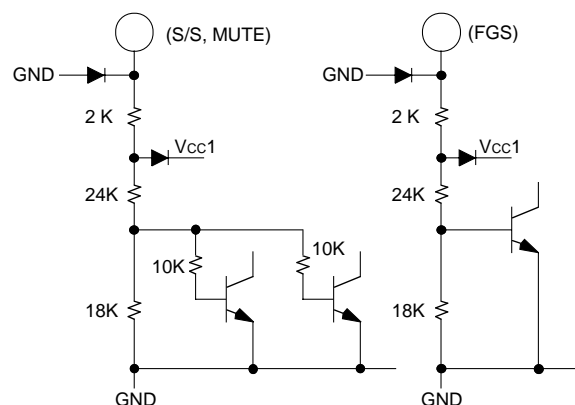 (S/S, MUTE)
(FGS)
GND
GND
2 K
2 K
Vcc1
Vcc1
24K
24K
10K
10K
18K
18K
GND
GND